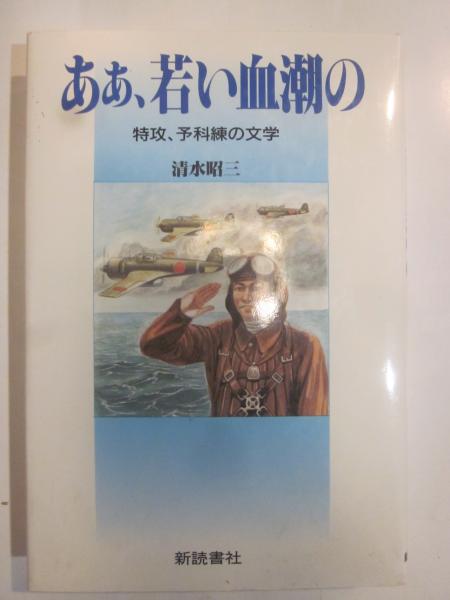 ああ、若い血潮の
特攻、予科練の文学
清水昭三
新読書社